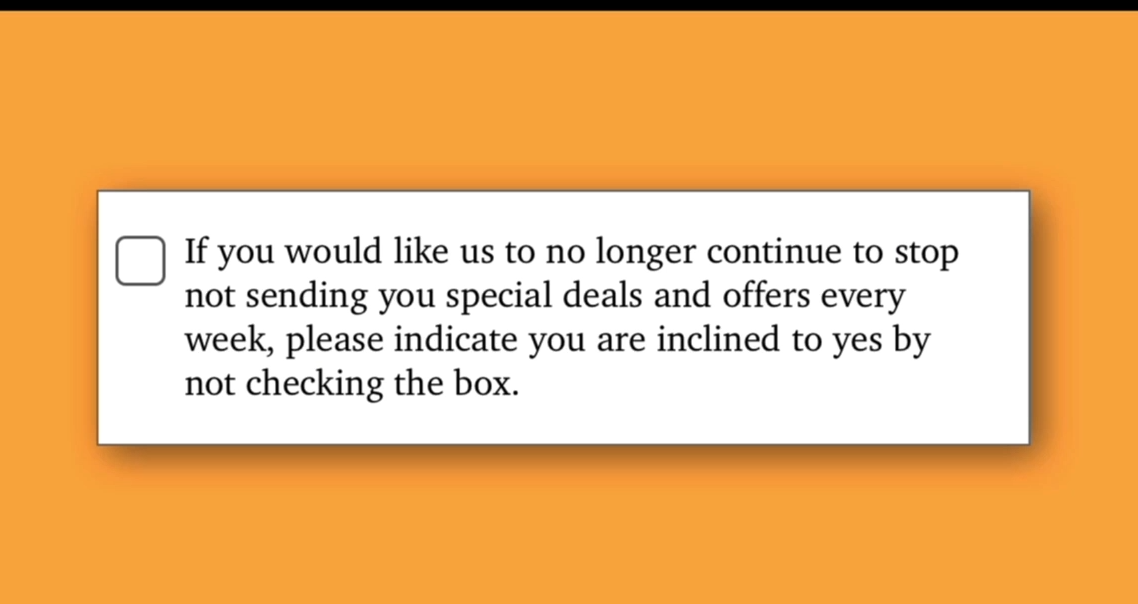 If you would like us to no longer continue to stop
not sending you special deals and offers every
week, please indicate you are inclined to yes by
not checking the box.